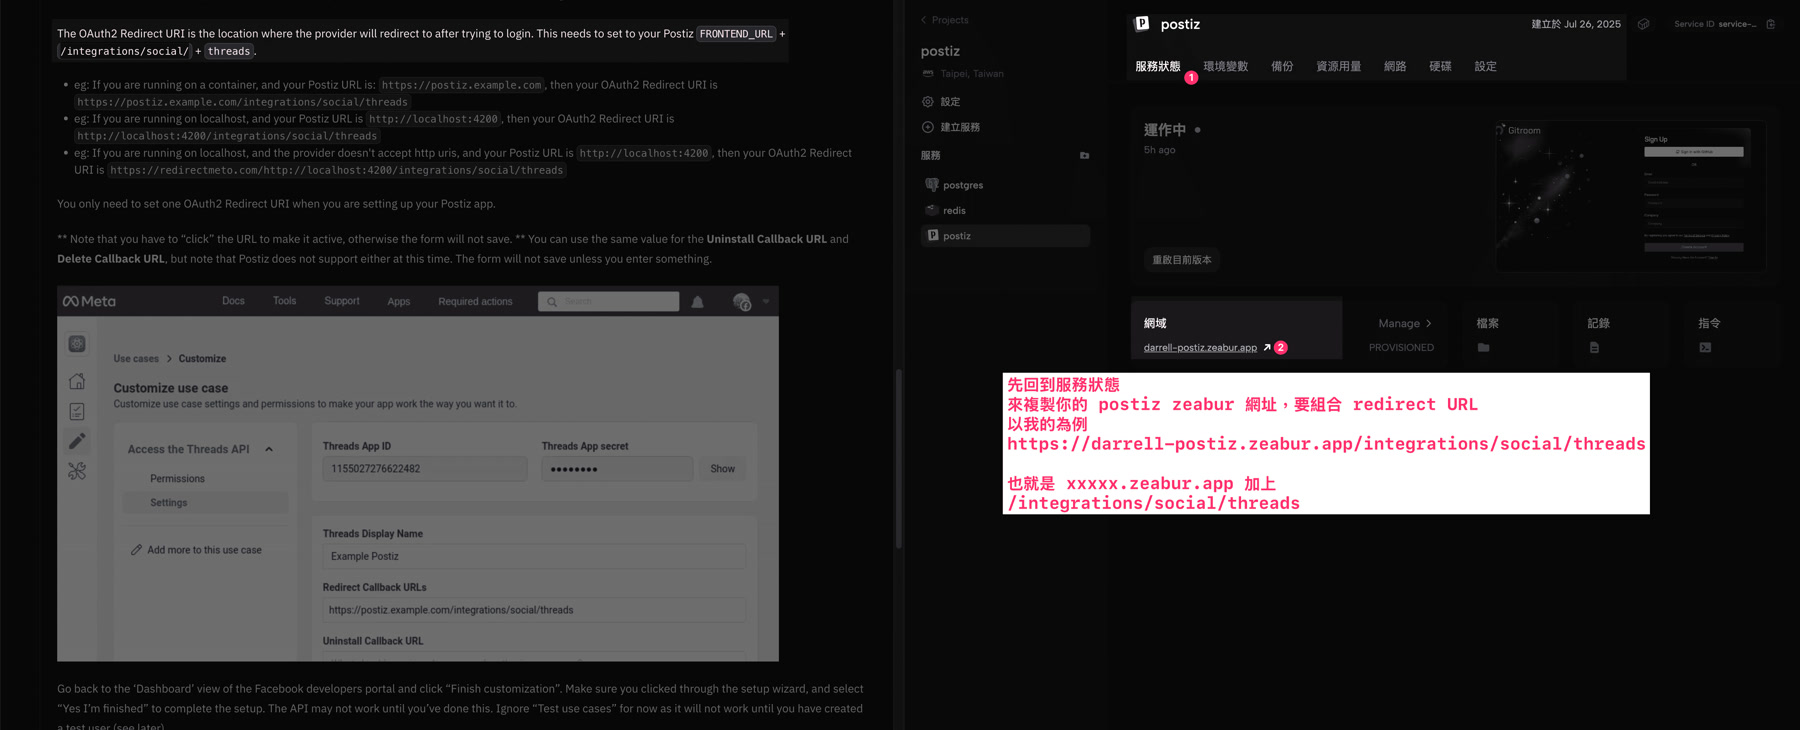 The OAuth2 Redirect URI is the location where the provider will redirect to after trying to login. This needs to set to your Postiz FRONTEND_URL +
/integrations/social/ + threads.
• eg: If you are running on a container, and your Postiz URL is: https://postiz.example.com, then your OAuth2 Redirect URI is
https://postiz.example.com/integrations/social/threads
• eg: If you are running on localhost, and your Postiz URL is http://localhost:4200, then your OAuth2 Redirect URI is
http://localhost:4200/integrations/social/threads
• eg: If you are running on localhost, and the provider doesn't accept http uris, and your Postiz URL is http://localhost:4200, then your OAuth2 Redirect
URI is https://redirectmeto.com/http://localhost:4200/integrations/social/threads
You only need to set one OAuth2 Redirect URI when you are setting up your Postiz app.
** Note that you have to “click” the URL to make it active, otherwise the form will not save. ** You can use the same value for the Uninstall Callback URL and
Delete Callback URL, but note that Postiz does not support either at this time. The form will not save unless you enter something.
Meta
Docs Tools Support Apps Required actions Search
Use cases > Customize
Customize use case
Customize use case settings and permissions to make your app work the way you want it to.
Access the Threads API
Permissions
Settings
Add more to this use case
Threads App ID Threads App secret
1155027276622482 •••••••• Show
Threads Display Name
Example Postiz
Redirect Callback URLs
https://postiz.example.com/integrations/social/threads
Uninstall Callback URL
Go back to the ‘Dashboard’ view of the Facebook developers portal and click “Finish customization”. Make sure you clicked through the setup wizard, and select
“Yes I’m finished” to complete the setup. The API may not work until you’ve done this. Ignore “Test use cases” for now as it will not work until you have created
a test user (see later).
< Projects
postiz
Taipei, Taiwan
設定
建立服務
服務
postgres
redis
postiz
postiz
建立於 Jul 26, 2025
Service ID service-...
服務狀態 環境變數 備份 資源用量 網路 硬碟 設定
1
運作中
5h ago
重啟目前版本
Gitroom
Sign Up
Sign in with GitHub
網域
darrell-postiz.zeabur.app
2
Manage >
PROVISIONED
檔案
記錄
指令
先回到服務狀態
來複製你的 postiz zeabur 網址，要組合 redirect URL
以我的為例
https://darrell-postiz.zeabur.app/integrations/social/threads
也就是 xxxxx.zeabur.app 加上
/integrations/social/threads